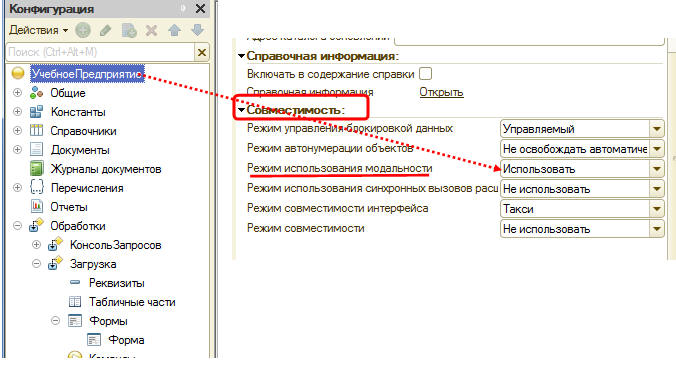 Конфигурация
Действия
Поиск (Ctrl+Alt+M)
УчебноеПредприятие
Общие
Константы
Справочники
Документы
Журналы документов
Перечисления
Отчеты
Обработки
КонсольЗапросов
Загрузка
Реквизиты
Табличные части
Формы
Форма
Команды
Адрес каталога обновлений
Справочная информация:
Включать в содержание справки
Справочная информация Открыть
Совместимость:
Режим управления блокировкой данных Управляемый
Режим автонумерации объектов Не освобождать автоматиче
Режим использования модальности Использовать
Режим использования синхронных вызовов расш Не использовать
Режим совместимости интерфейса Такси
Режим совместимости Не использовать